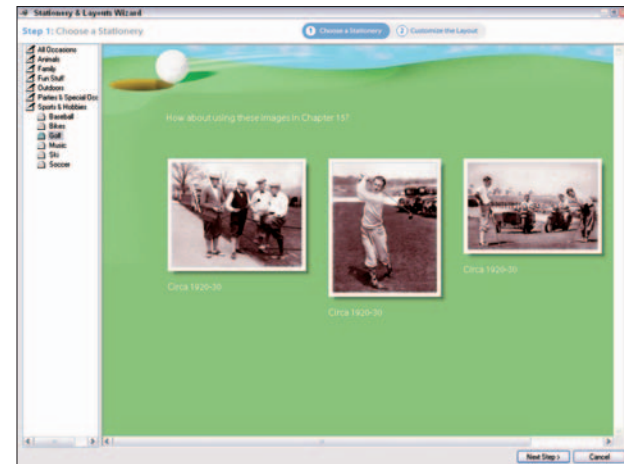 Stationery & Layouts Wizard
Step 1: Choose a Stationery
1 Choose a Stationery
2 Customize the Layout
All Occasions
Animals
Family
Fun Stuff
Outdoors
Parties & Special Occ
Sports & Hobbies
Baseball
Bikes
Golf
Music
Ski
Soccer
How about using these images in Chapter 15?
Circa 1920-30
Circa 1920-30
Circa 1920-30
Next Step >
Cancel